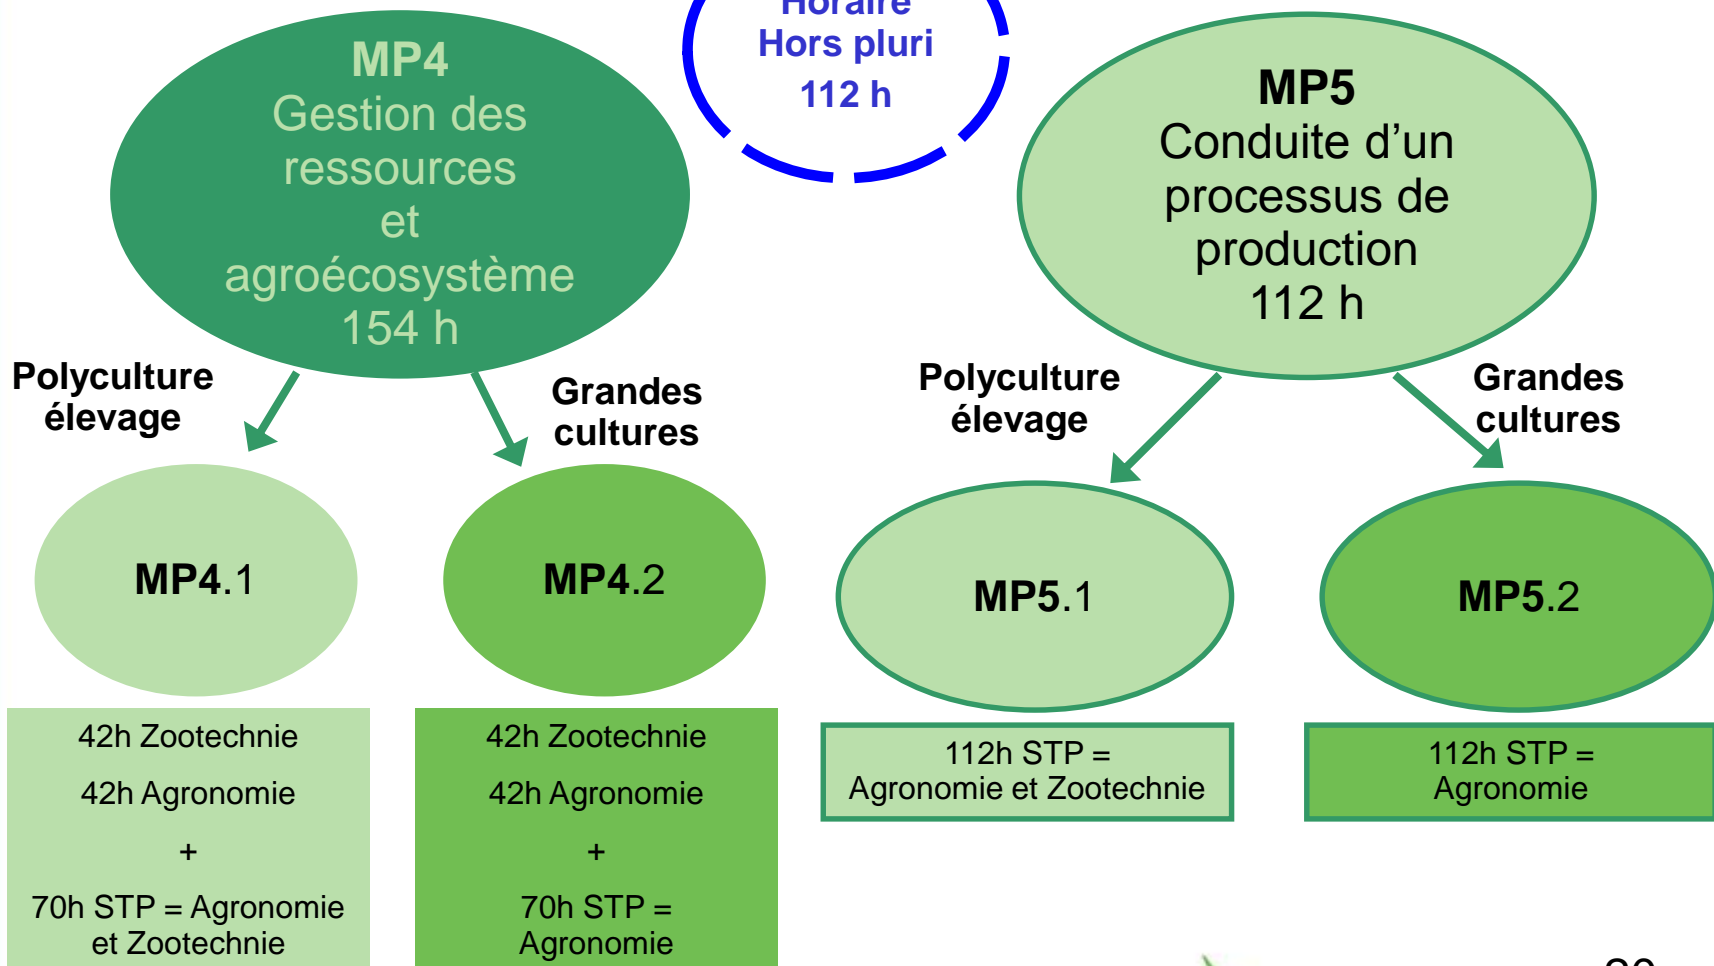 Horaire
Hors pluri
112 h
MP4
Gestion des
ressources
et
agroécosystème
154 h
MP5
Conduite d’un
processus de
production
112 h
Polyculture
élevage
Grandes
cultures
Polyculture
élevage
Grandes
cultures
MP4.1
MP4.2
MP5.1
MP5.2
42h Zootechnie
42h Agronomie
+
70h STP = Agronomie
et Zootechnie
42h Zootechnie
42h Agronomie
+
70h STP =
Agronomie
112h STP =
Agronomie et Zootechnie
112h STP =
Agronomie